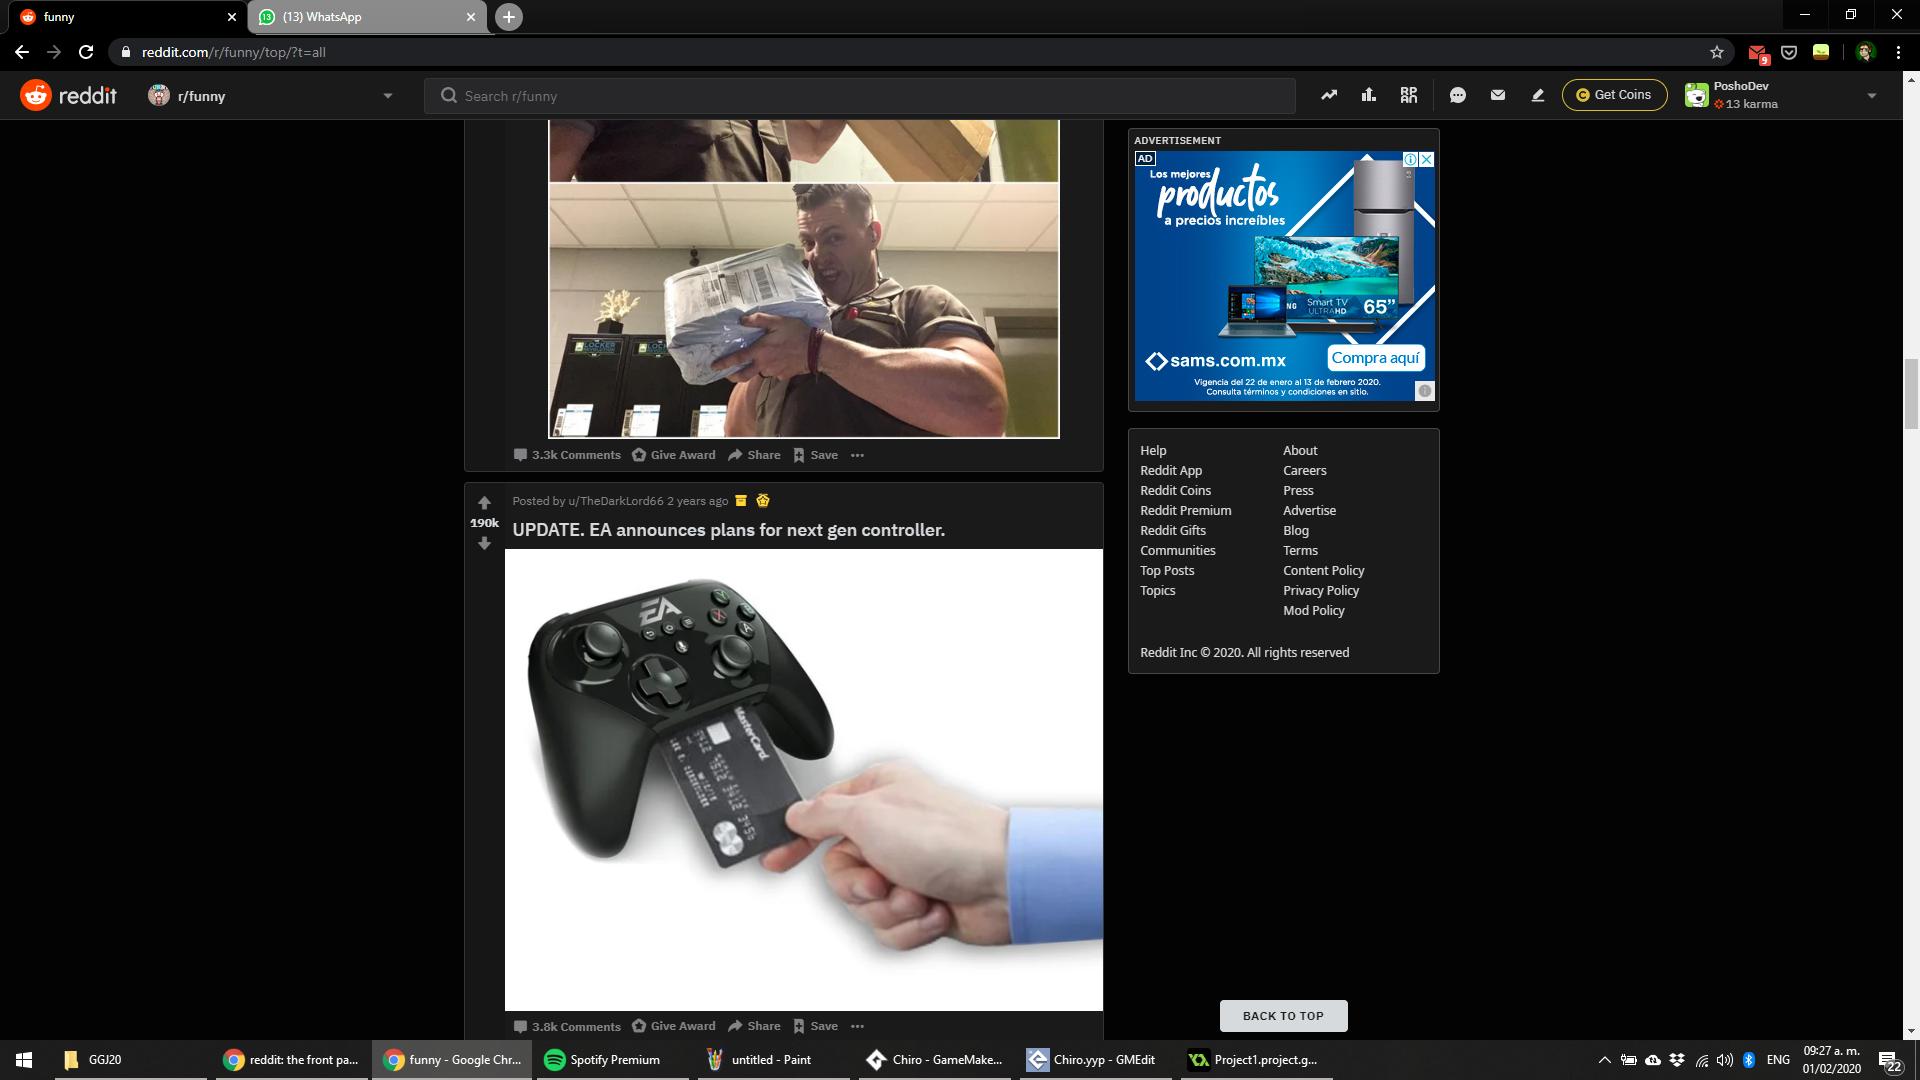 funny
(13) WhatsApp
reddit.com/r/funny/top/?t=all
9
reddit
r/funny
Search r/funny
Get Coins
PoshoDev
13 karma
3.3k Comments
Give Award
Share
Save
190k
Posted by u/TheDarkLord66 2 years ago
UPDATE. EA announces plans for next gen controller.
EA
Y
B
X
A
MasterCard
3.8k Comments
Give Award
Share
Save
ADVERTISEMENT
AD
Los mejores
productos
a precios increíbles
Smart TV
ULTRAHD
65”
sams.com.mx
Compra aquí
Vigencia del 22 de enero al 13 de febrero 2020.
Consulta términos y condiciones en sitio.
Help
About
Reddit App
Careers
Reddit Coins
Press
Reddit Premium
Advertise
Reddit Gifts
Blog
Communities
Terms
Top Posts
Content Policy
Topics
Privacy Policy
Mod Policy
Reddit Inc © 2020. All rights reserved
BACK TO TOP
GGJ20
reddit: the front pa...
funny - Google Chr...
Spotify Premium
untitled - Paint
Chiro - GameMake...
Chiro.yyp - GMEdit
Project1.project.g...
ENG
09:27 a. m.
01/02/2020
22